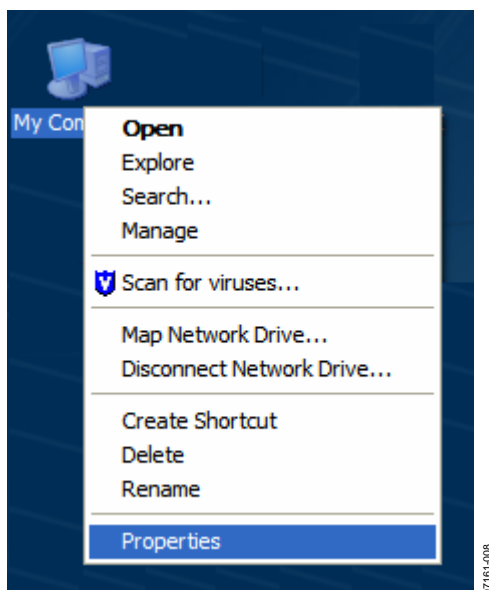 My Com
Open
Explore
Search...
Manage
Scan for viruses...
Map Network Drive...
Disconnect Network Drive...
Create Shortcut
Delete
Rename
Properties